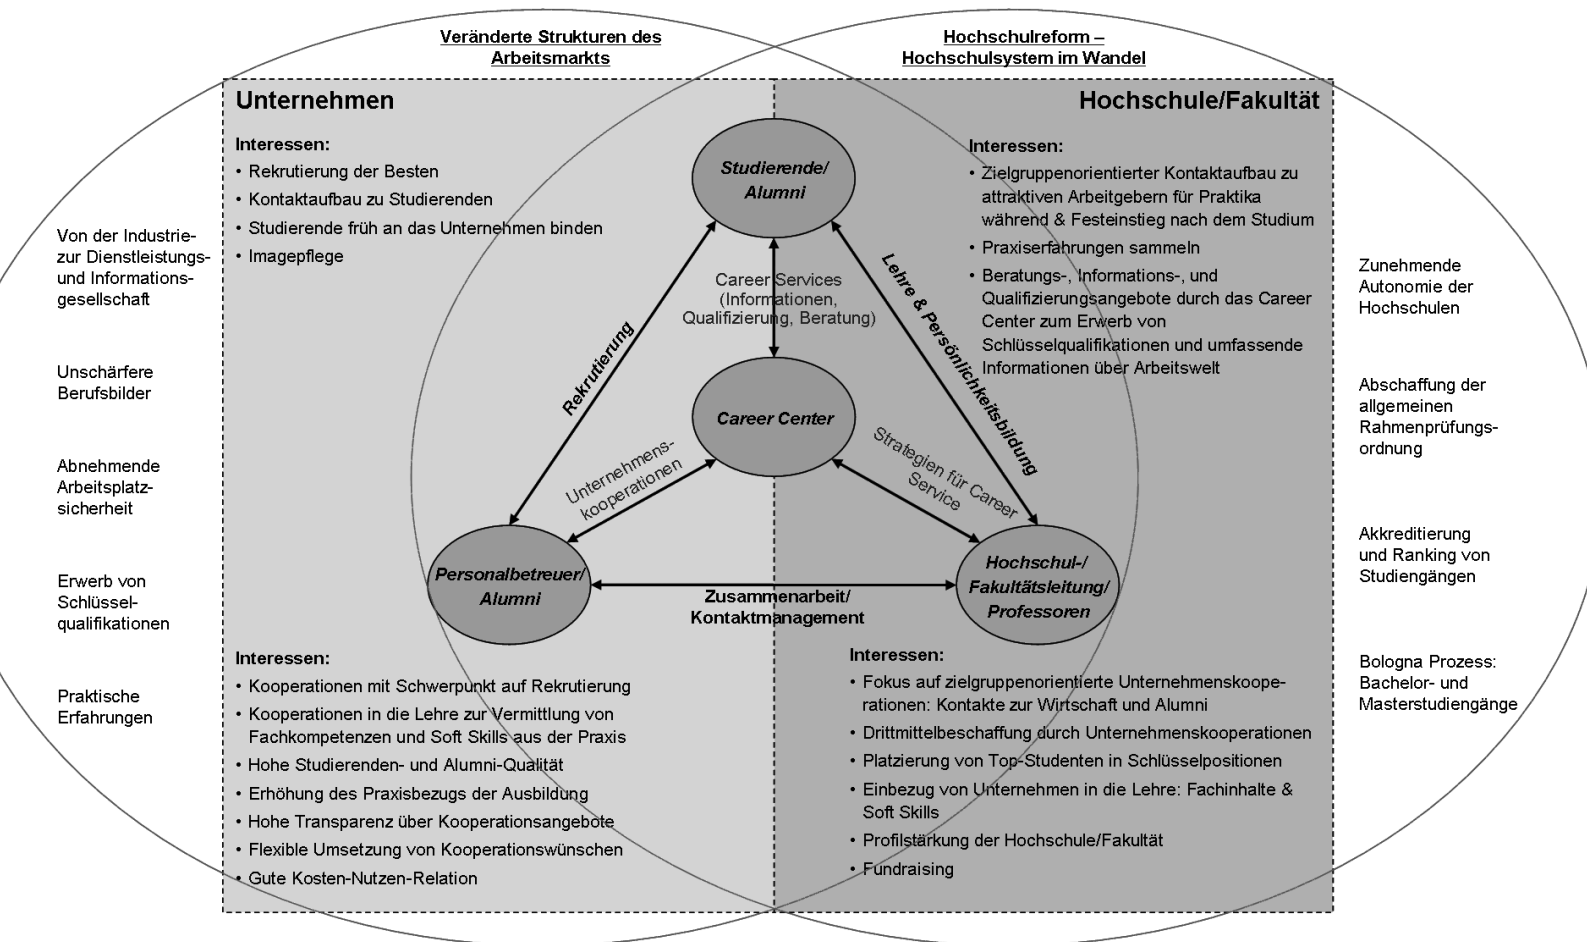 Veränderte Strukturen des
Arbeitsmarkts
Hochschulreform –
Hochschulsystem im Wandel
Unternehmen
Hochschule/Fakultät
Interessen:
• Rekrutierung der Besten
• Kontaktaufbau zu Studierenden
• Studierende früh an das Unternehmen binden
• Imagepflege
Studierende/
Alumni
Interessen:
• Zielgruppenorientierter Kontaktaufbau zu
attraktiven Arbeitgebern für Praktika
während & Festeinstieg nach dem Studium
• Praxiserfahrungen sammeln
• Beratungs-, Informations-, und
Qualifizierungsangebote durch das Career
Center zum Erwerb von
Schlüsselqualifikationen und umfassende
Informationen über Arbeitswelt
Von der Industrie-
zur Dienstleistungs-
und Informations-
gesellschaft
Unschärfere
Berufsbilder
Abnehmende
Arbeitsplatz-
sicherheit
Erwerb von
Schlüssel-
qualifikationen
Praktische
Erfahrungen
Career Services
(Informationen,
Qualifizierung, Beratung)
Rekrutierung
Lehre & Persönlichkeitsbildung
Career Center
Unternehmens-
kooperationen
Strategien für Career
Service
Personalbetreuer/
Alumni
Zusammenarbeit/
Kontaktmanagement
Hochschul-/
Fakultätsleitung/
Professoren
Zunehmende
Autonomie der
Hochschulen
Abschaffung der
allgemeinen
Rahmenprüfungs-
ordnung
Akkreditierung
und Ranking von
Studiengängen
Bologna Prozess:
Bachelor- und
Masterstudiengänge
Interessen:
• Kooperationen mit Schwerpunkt auf Rekrutierung
• Kooperationen in die Lehre zur Vermittlung von
Fachkompetenzen und Soft Skills aus der Praxis
• Hohe Studierenden- und Alumni-Qualität
• Erhöhung des Praxisbezugs der Ausbildung
• Hohe Transparenz über Kooperationsangebote
• Flexible Umsetzung von Kooperationswünschen
• Gute Kosten-Nutzen-Relation
Interessen:
• Fokus auf zielgruppenorientierte Unternehmenskoope-
rationen: Kontakte zur Wirtschaft und Alumni
• Drittmittelbeschaffung durch Unternehmenskooperationen
• Platzierung von Top-Studenten in Schlüsselpositionen
• Einbezug von Unternehmen in die Lehre: Fachinhalte &
Soft Skills
• Profilstärkung der Hochschule/Fakultät
• Fundraising